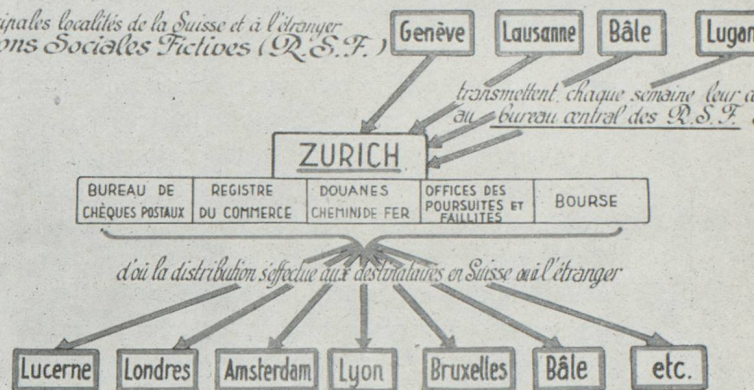 cipales localités de la Suisse et à l'étranger
ons Sociales Fictives (R.S.F.)
Genève
Lausanne
Bâle
Lugan
transmettent chaque semaine leur
au bureau central des R.S.F.
ZURICH
BUREAU DE
CHÈQUES POSTAUX
REGISTRE
DU COMMERCE
DOUANES
CHEMINS DE FER
OFFICES DES
POURSUITES ET
FAILLITES
BOURSE
d'où la distribution s'effectue aux destinataires en Suisse ou à l'étranger
Lucerne
Londres
Amsterdam
Lyon
Bruxelles
Bâle
etc.